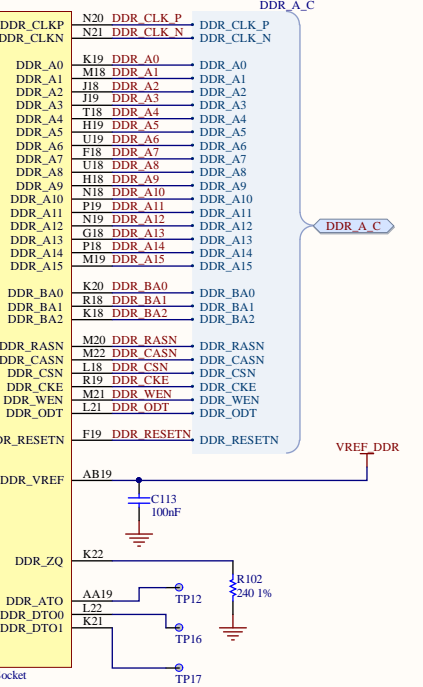 DDR_A_C
DDR_CLKP N20 DDR_CLK_P DDR_CLK_P
DDR_CLKN N21 DDR_CLK_N DDR_CLK_N
DDR_A0 K19 DDR_A0 DDR_A0
DDR_A1 M18 DDR_A1 DDR_A1
DDR_A2 J18 DDR_A2 DDR_A2
DDR_A3 J19 DDR_A3 DDR_A3
DDR_A4 T18 DDR_A4 DDR_A4
DDR_A5 H19 DDR_A5 DDR_A5
DDR_A6 U19 DDR_A6 DDR_A6
DDR_A7 F18 DDR_A7 DDR_A7
DDR_A8 U18 DDR_A8 DDR_A8
DDR_A9 H18 DDR_A9 DDR_A9
DDR_A10 N18 DDR_A10 DDR_A10
DDR_A11 P19 DDR_A11 DDR_A11
DDR_A12 N19 DDR_A12 DDR_A12 DDR_A_C
DDR_A13 G18 DDR_A13 DDR_A13
DDR_A14 P18 DDR_A14 DDR_A14
DDR_A15 M19 DDR_A15 DDR_A15
DDR_BA0 K20 DDR_BA0 DDR_BA0
DDR_BA1 R18 DDR_BA1 DDR_BA1
DDR_BA2 K18 DDR_BA2 DDR_BA2
DDR_RASN M20 DDR_RASN DDR_RASN
DDR_CASN M22 DDR_CASN DDR_CASN
DDR_CSN L18 DDR_CSN DDR_CSN
DDR_CKE R19 DDR_CKE DDR_CKE
DDR_WEN M21 DDR_WEN DDR_WEN
DDR_ODT L21 DDR_ODT DDR_ODT
DR_RESETN F19 DDR_RESETN DDR_RESETN
VREF_DDR
DDR_VREF AB19
C113
100nF
DDR_ZQ K22
R102
240 1%
DDR_ATO AA19
TP12
DDR_DTO0 L22
DDR_DTO1 K21
TP16
ocket
TP17